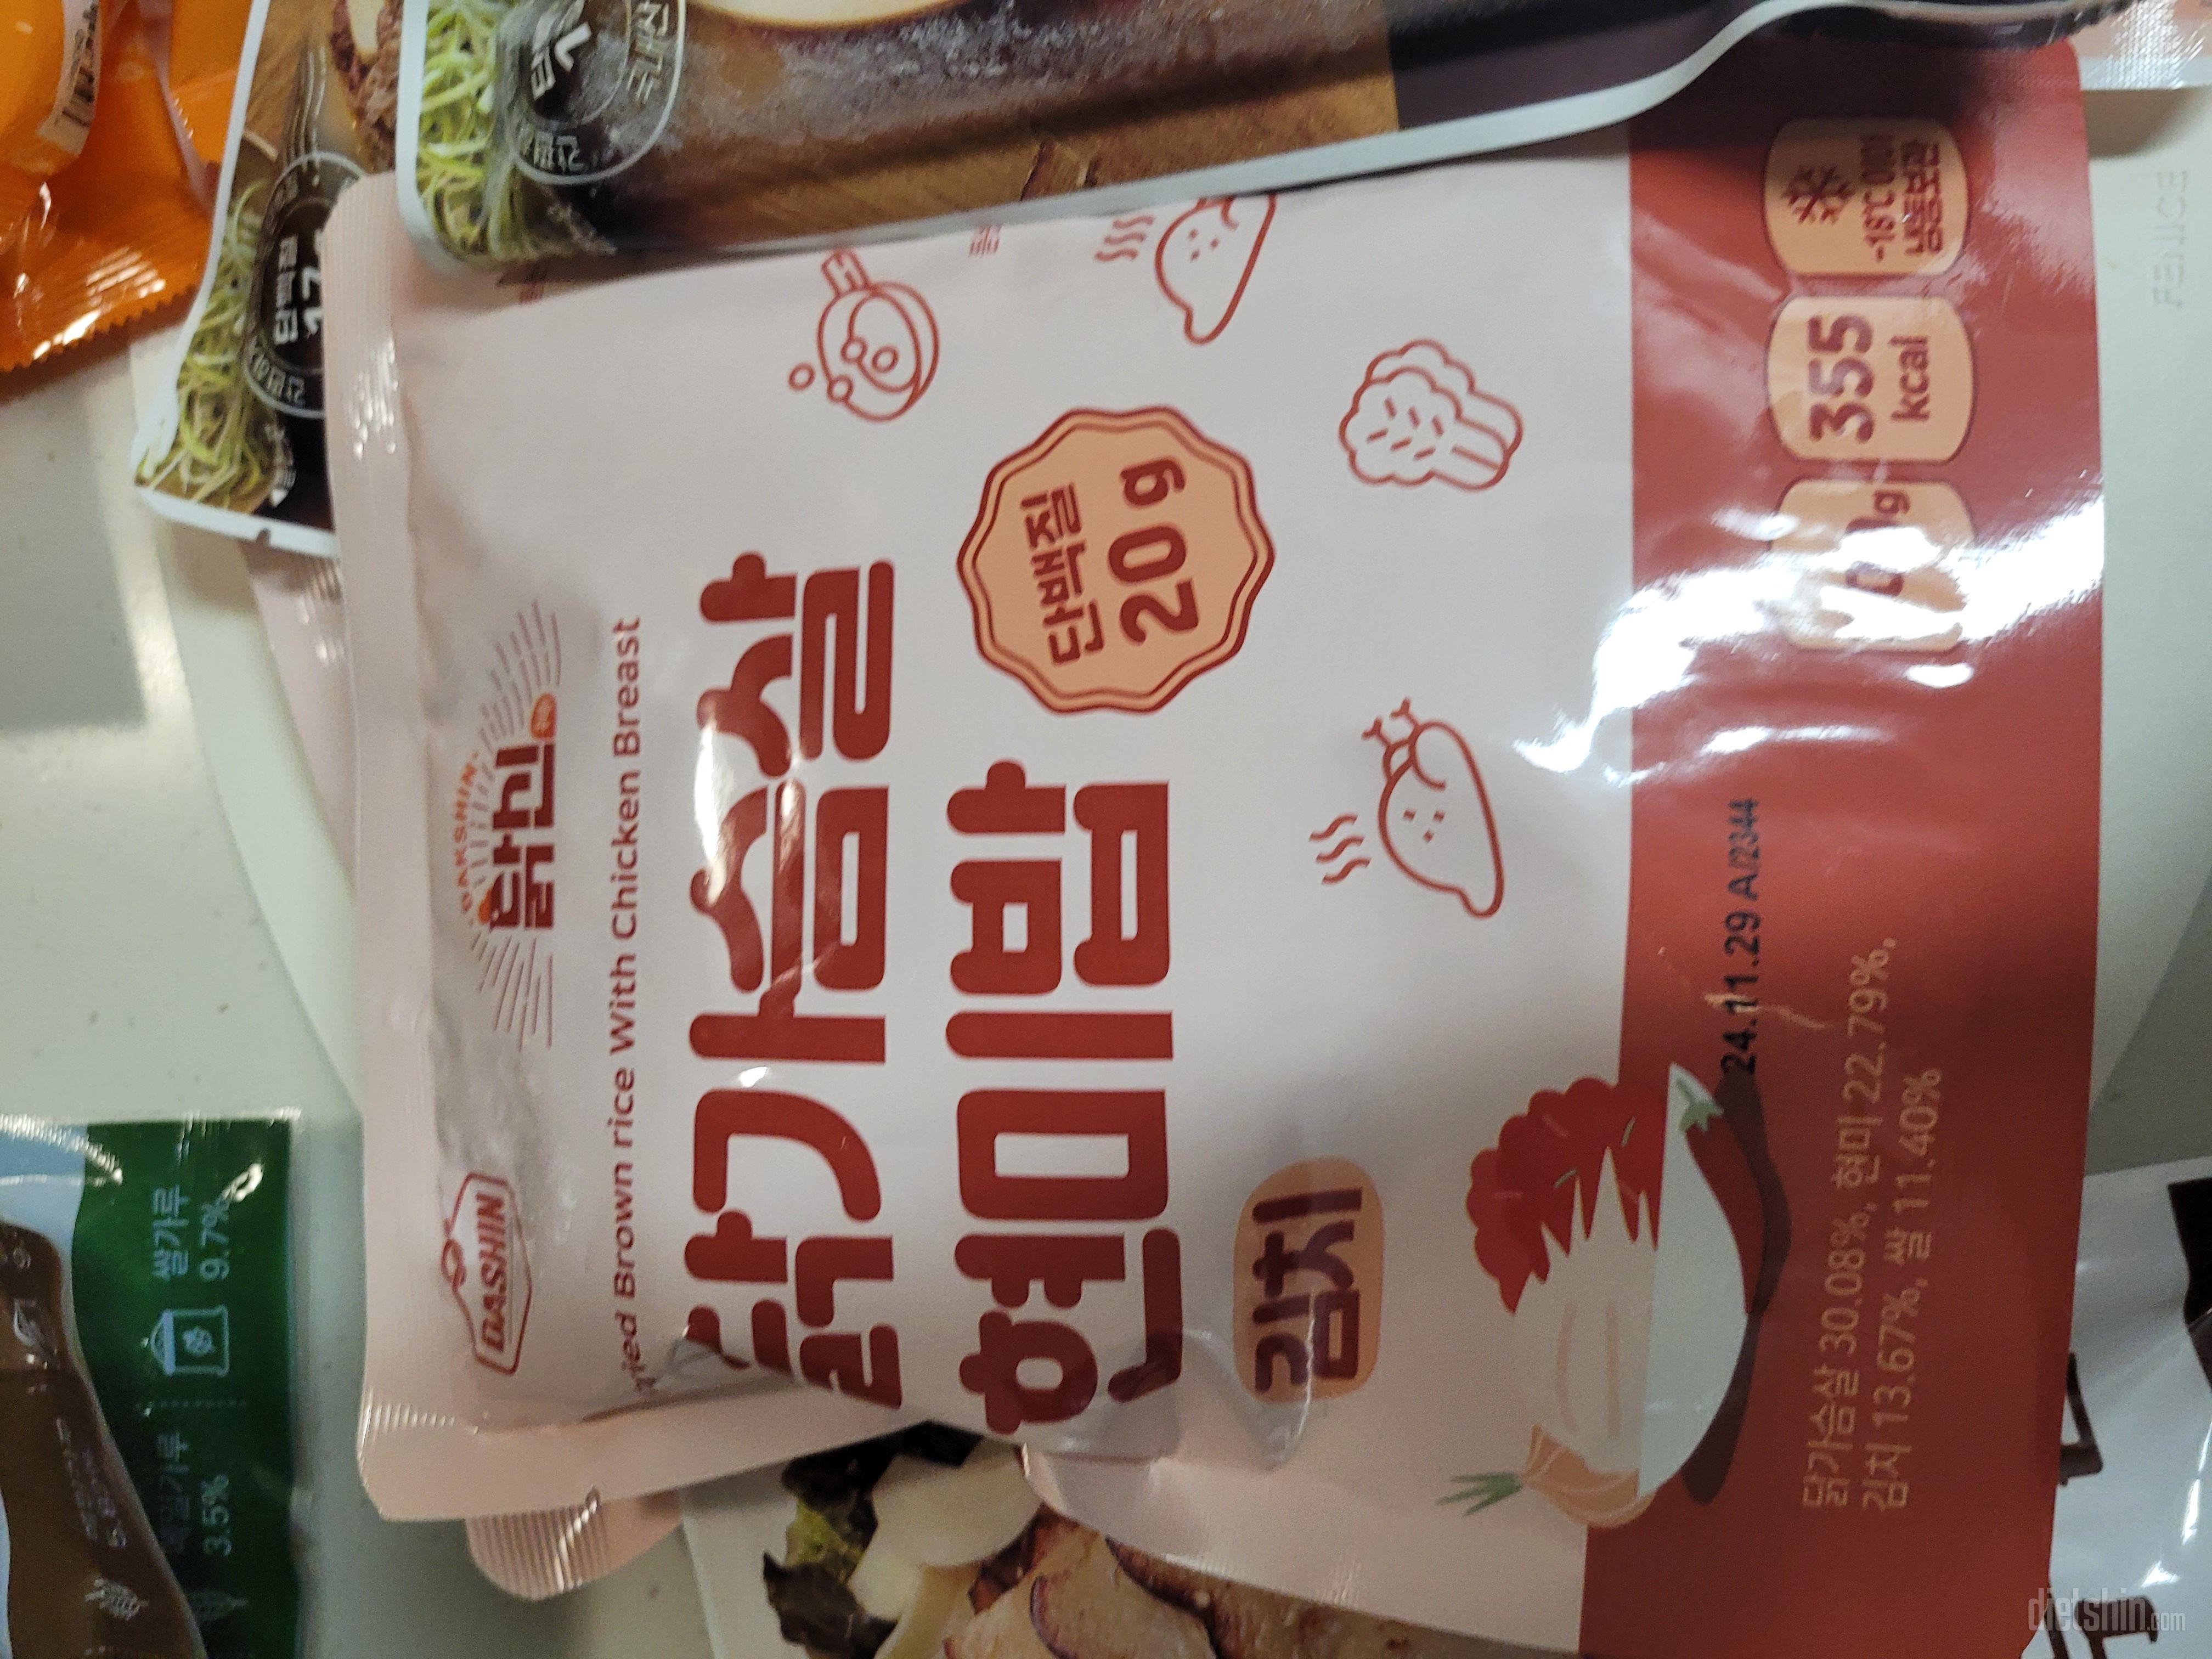 DASHIN
DAKSHIN
닭신
Brown rice With Chicken Breast
닭가슴살
현미밥
단백질
20 g
김치
24.11.29 A/2344
닭가슴살 30.08%, 현미 22.79%,
김치 13.67%, 쌀 11.40%
355
kcal
-18℃ 이하
냉동보관
쌀가루
9.7%
3.5%
FENICE
dietshin.com